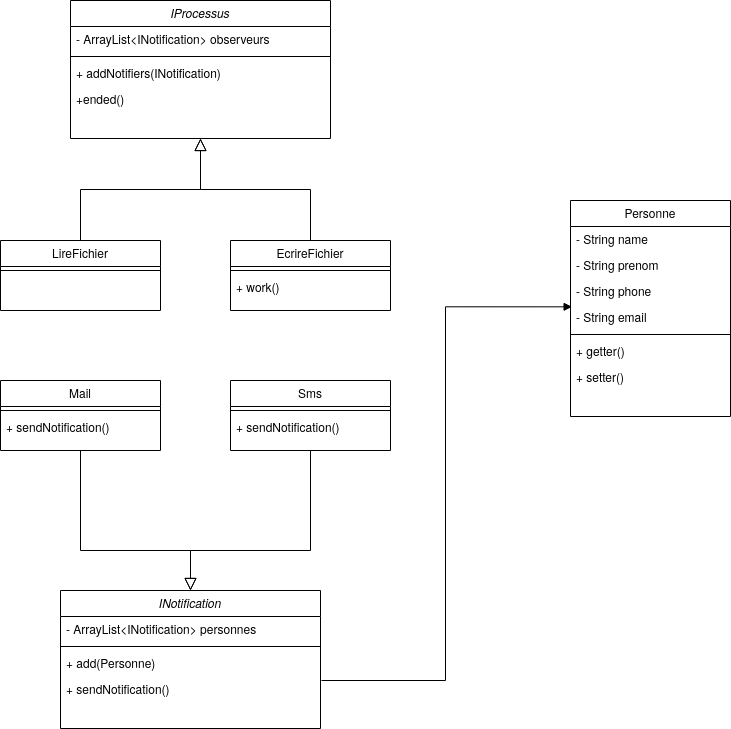 IProcessus
- ArrayList<INotification> observeurs
+ addNotifiers(INotification)
+ended()
LireFichier
EcrireFichier
+ work()
Personne
- String name
- String prenom
- String phone
- String email
+ getter()
+ setter()
Mail
+ sendNotification()
Sms
+ sendNotification()
INotification
- ArrayList<INotification> personnes
+ add(Personne)
+ sendNotification()